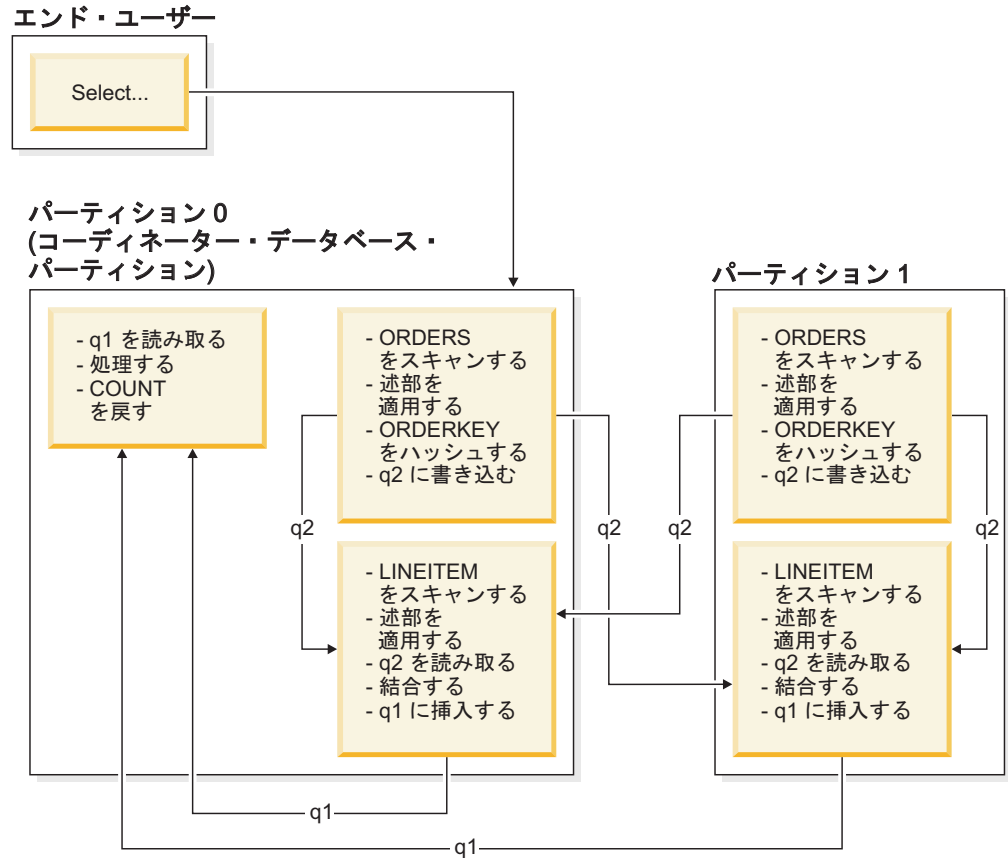 エンド・ユーザー
Select...
パーティション 0
(コーディネーター・データベース・
パーティション)
- q1 を読み取る
- 処理する
- COUNT
を戻す
- ORDERS
をスキャンする
- 述部を
適用する
- ORDERKEY
をハッシュする
- q2 に書き込む
パーティション 1
- ORDERS
をスキャンする
- 述部を
適用する
- ORDERKEY
をハッシュする
- q2 に書き込む
q2
q2
q2
q2
- LINEITEM
をスキャンする
- 述部を
適用する
- q2 を読み取る
- 結合する
- q1 に挿入する
- LINEITEM
をスキャンする
- 述部を
適用する
- q2 を読み取る
- 結合する
- q1 に挿入する
q1
q1